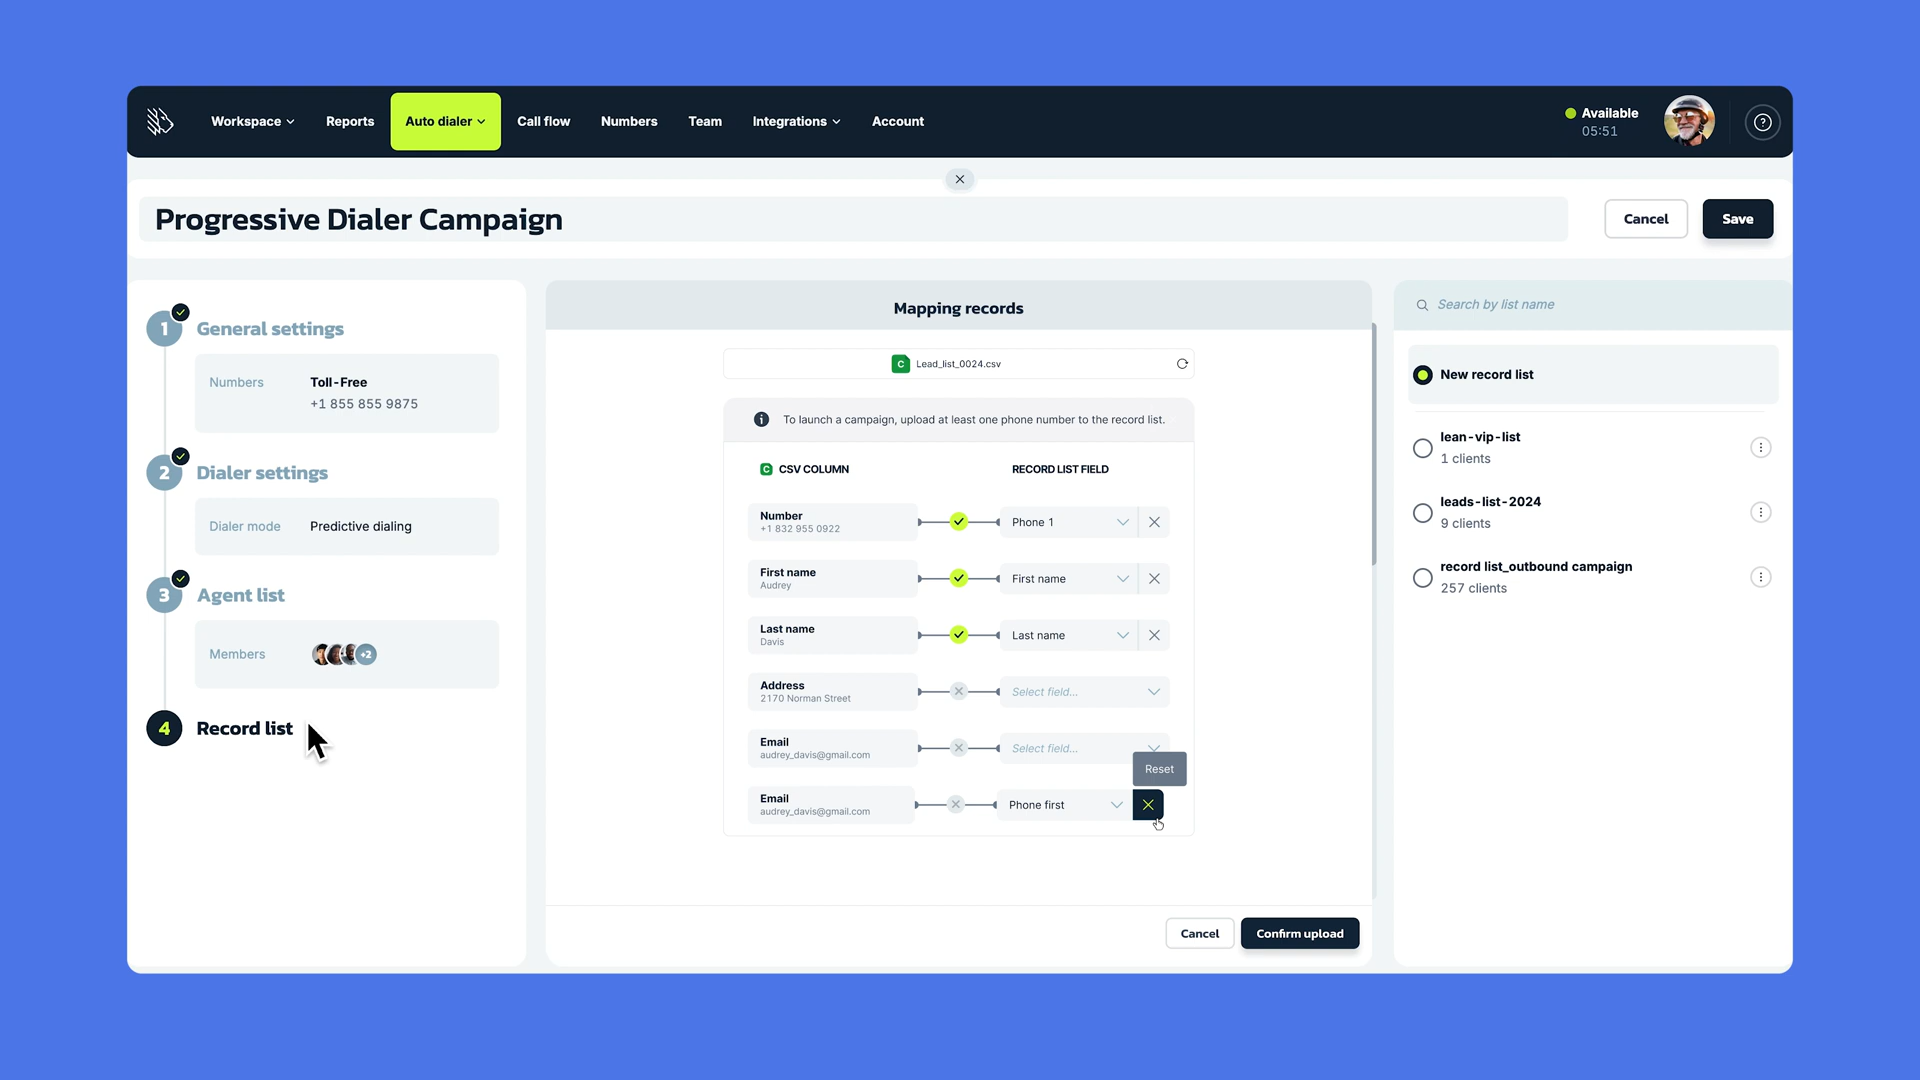 Workspace
Reports
Auto dialer
Call flow
Numbers
Team
Integrations
Account
Available
05:51
?
Progressive Dialer Campaign
Cancel
Save
1
General settings
Numbers
Toll-Free
+1 855 855 9875
2
Dialer settings
Dialer mode
Predictive dialing
3
Agent list
Members
+2
4
Record list
Mapping records
C
Lead_list_0024.csv
i
To launch a campaign, upload at least one phone number to the record list.
C
CSV COLUMN
RECORD LIST FIELD
Number
+1 832 955 0922
Phone 1
First name
Audrey
First name
Last name
Davis
Last name
Address
2170 Norman Street
Select field...
Email
audrey_davis@gmail.com
Select field...
Reset
Email
audrey_davis@gmail.com
Phone first
Cancel
Confirm upload
Search by list name
New record list
lean-vip-list
1 clients
leads-list-2024
9 clients
record list_outbound campaign
257 clients